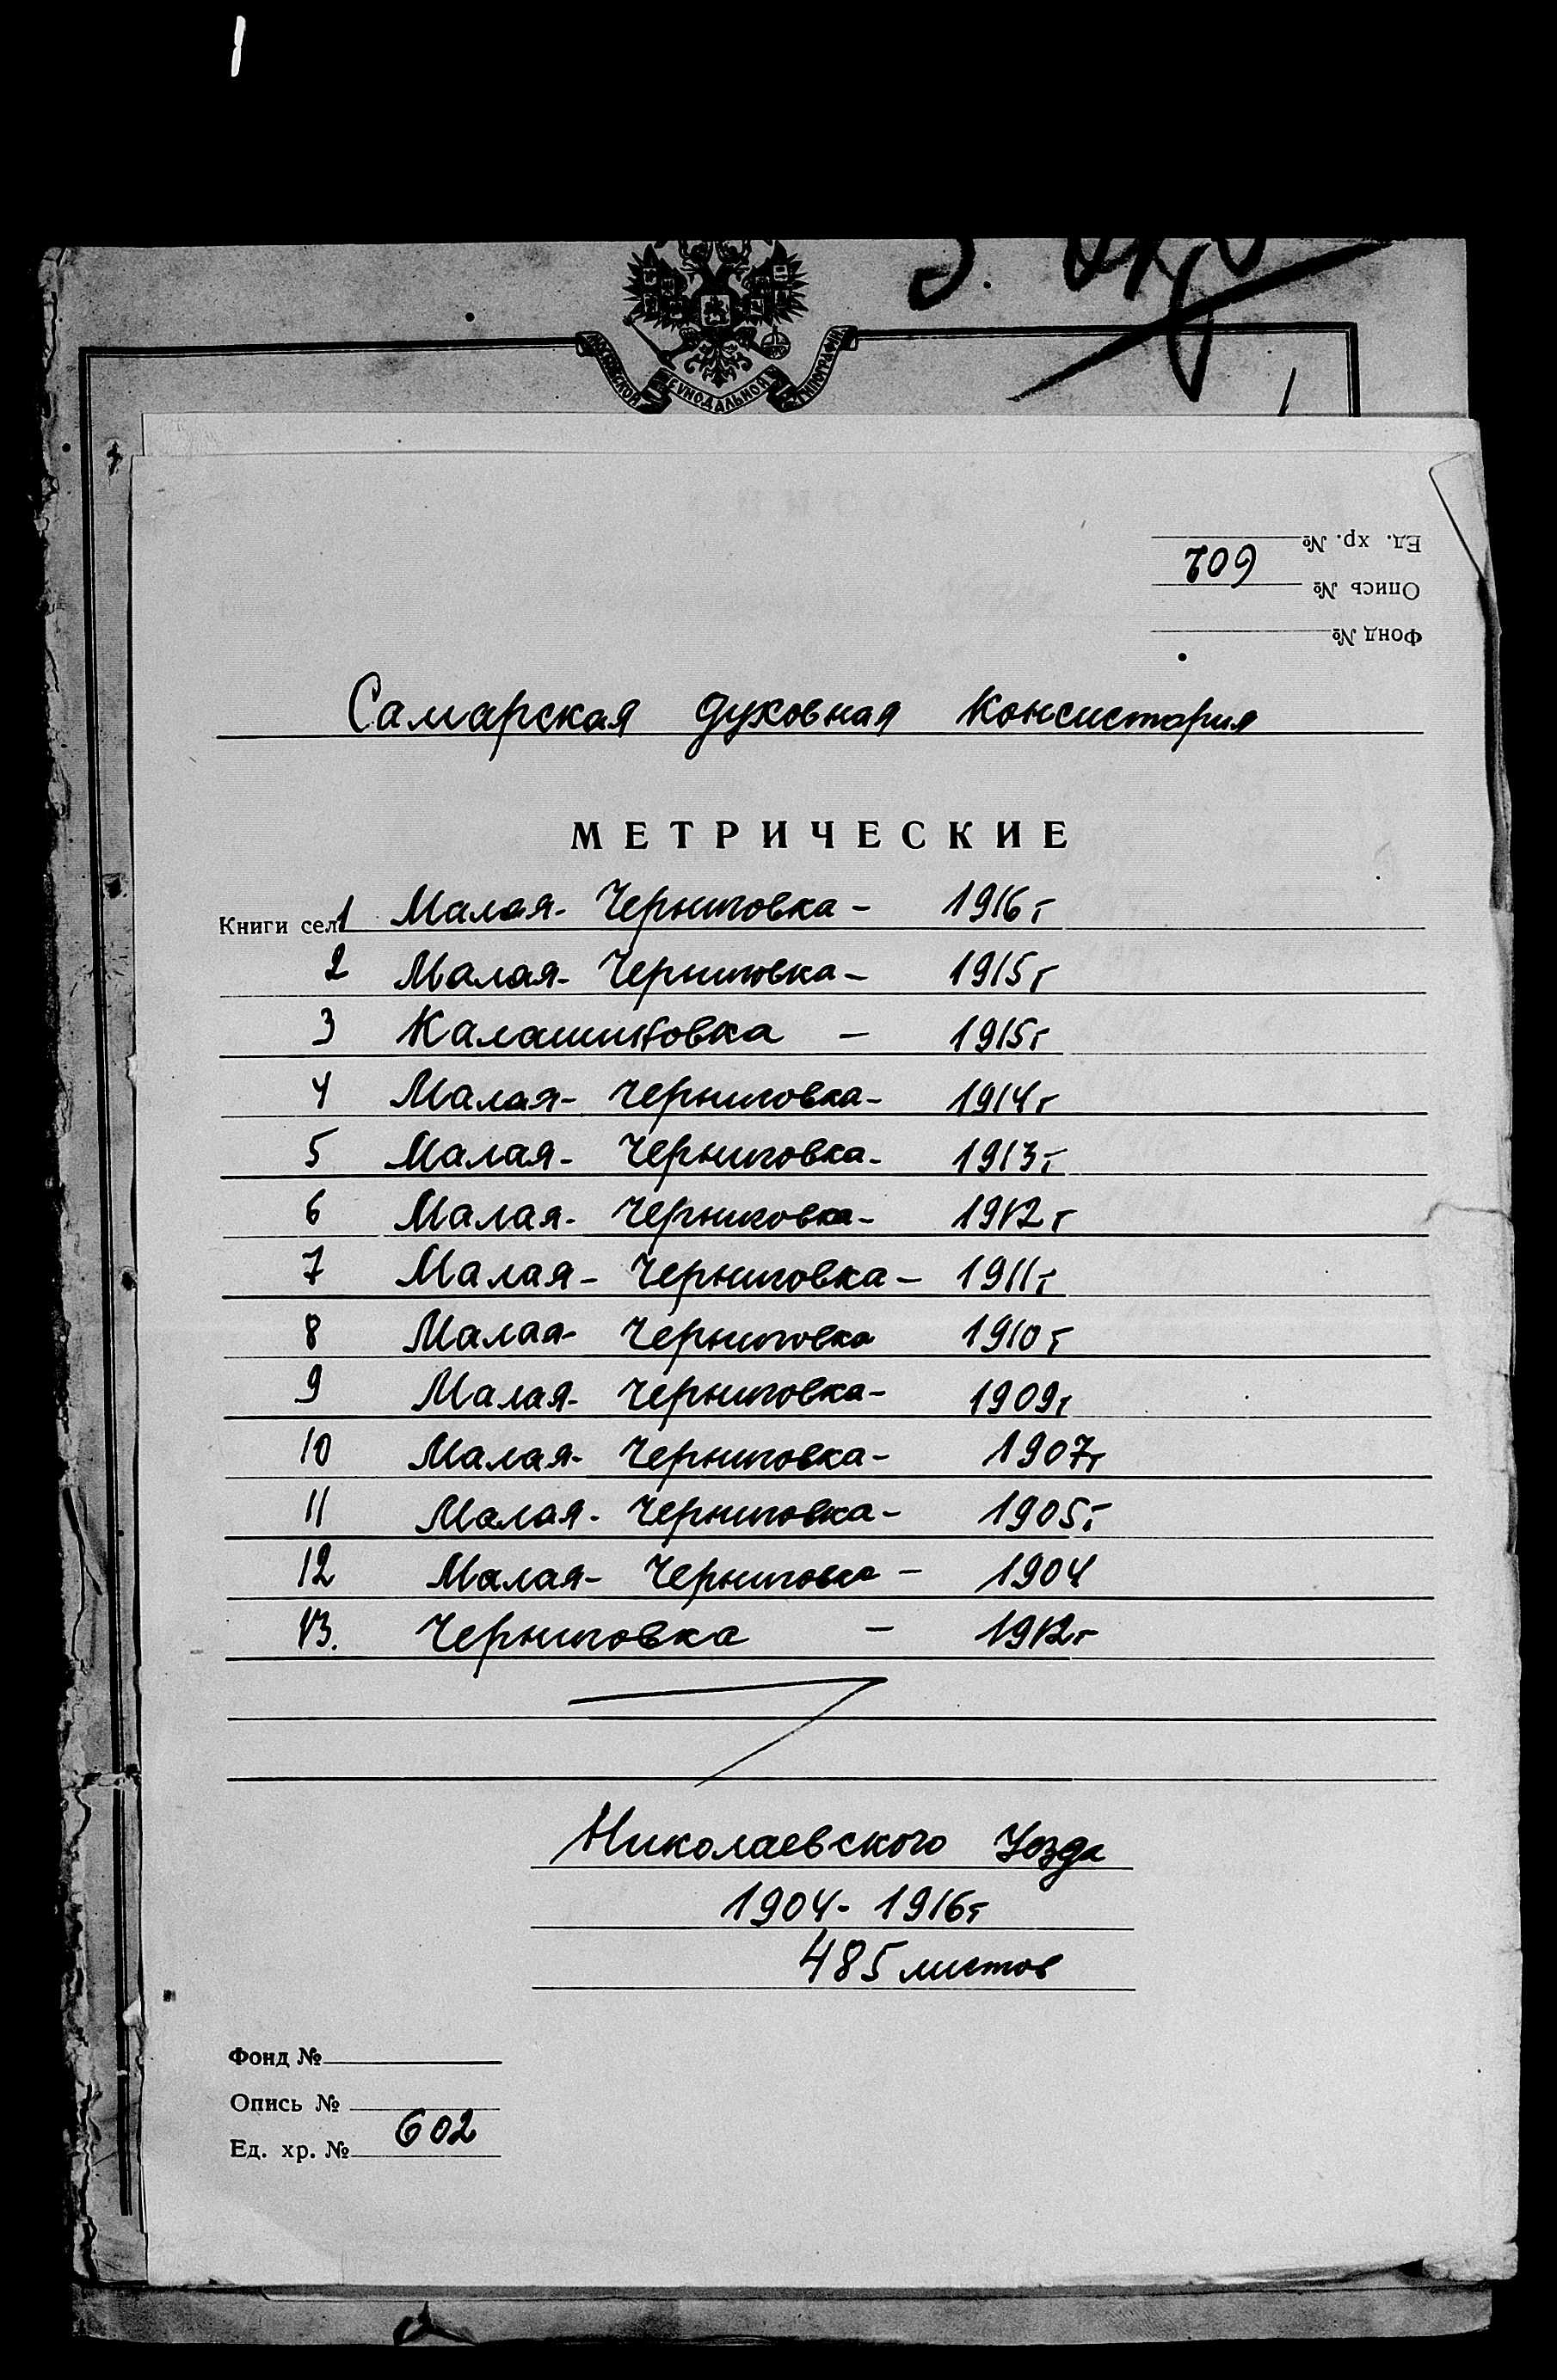 МОСКОВСКОЙ СѴНОДАЛЬНОЙ ТИПОГРАФІИ
Ед. хр. № 602
Опись №
Фонд №
Самарская духовная консистория
МЕТРИЧЕСКИЕ
Книги сел 1 Малая- Черниговка - 1916 г
2 Малая- Черниговка - 1915 г
3 Калашиновка - 1915 г
4 Малая- Черниговка - 1914 г
5 Малая- Черниговка - 1913 г
6 Малая- Черниговка - 1912 г
7 Малая- Черниговка - 1911 г
8 Малая- Черниговка 1910 г
9 Малая- Черниговка - 1909 г
10 Малая- Черниговка - 1907 г
11 Малая- Черниговка - 1905 г
12 Малая- Черниговка - 1904
13. Черниговка - 1912 г
Николаевского Уезда
1904 - 1916 г
485 листов
Фонд №
Опись №
Ед. хр. № 602